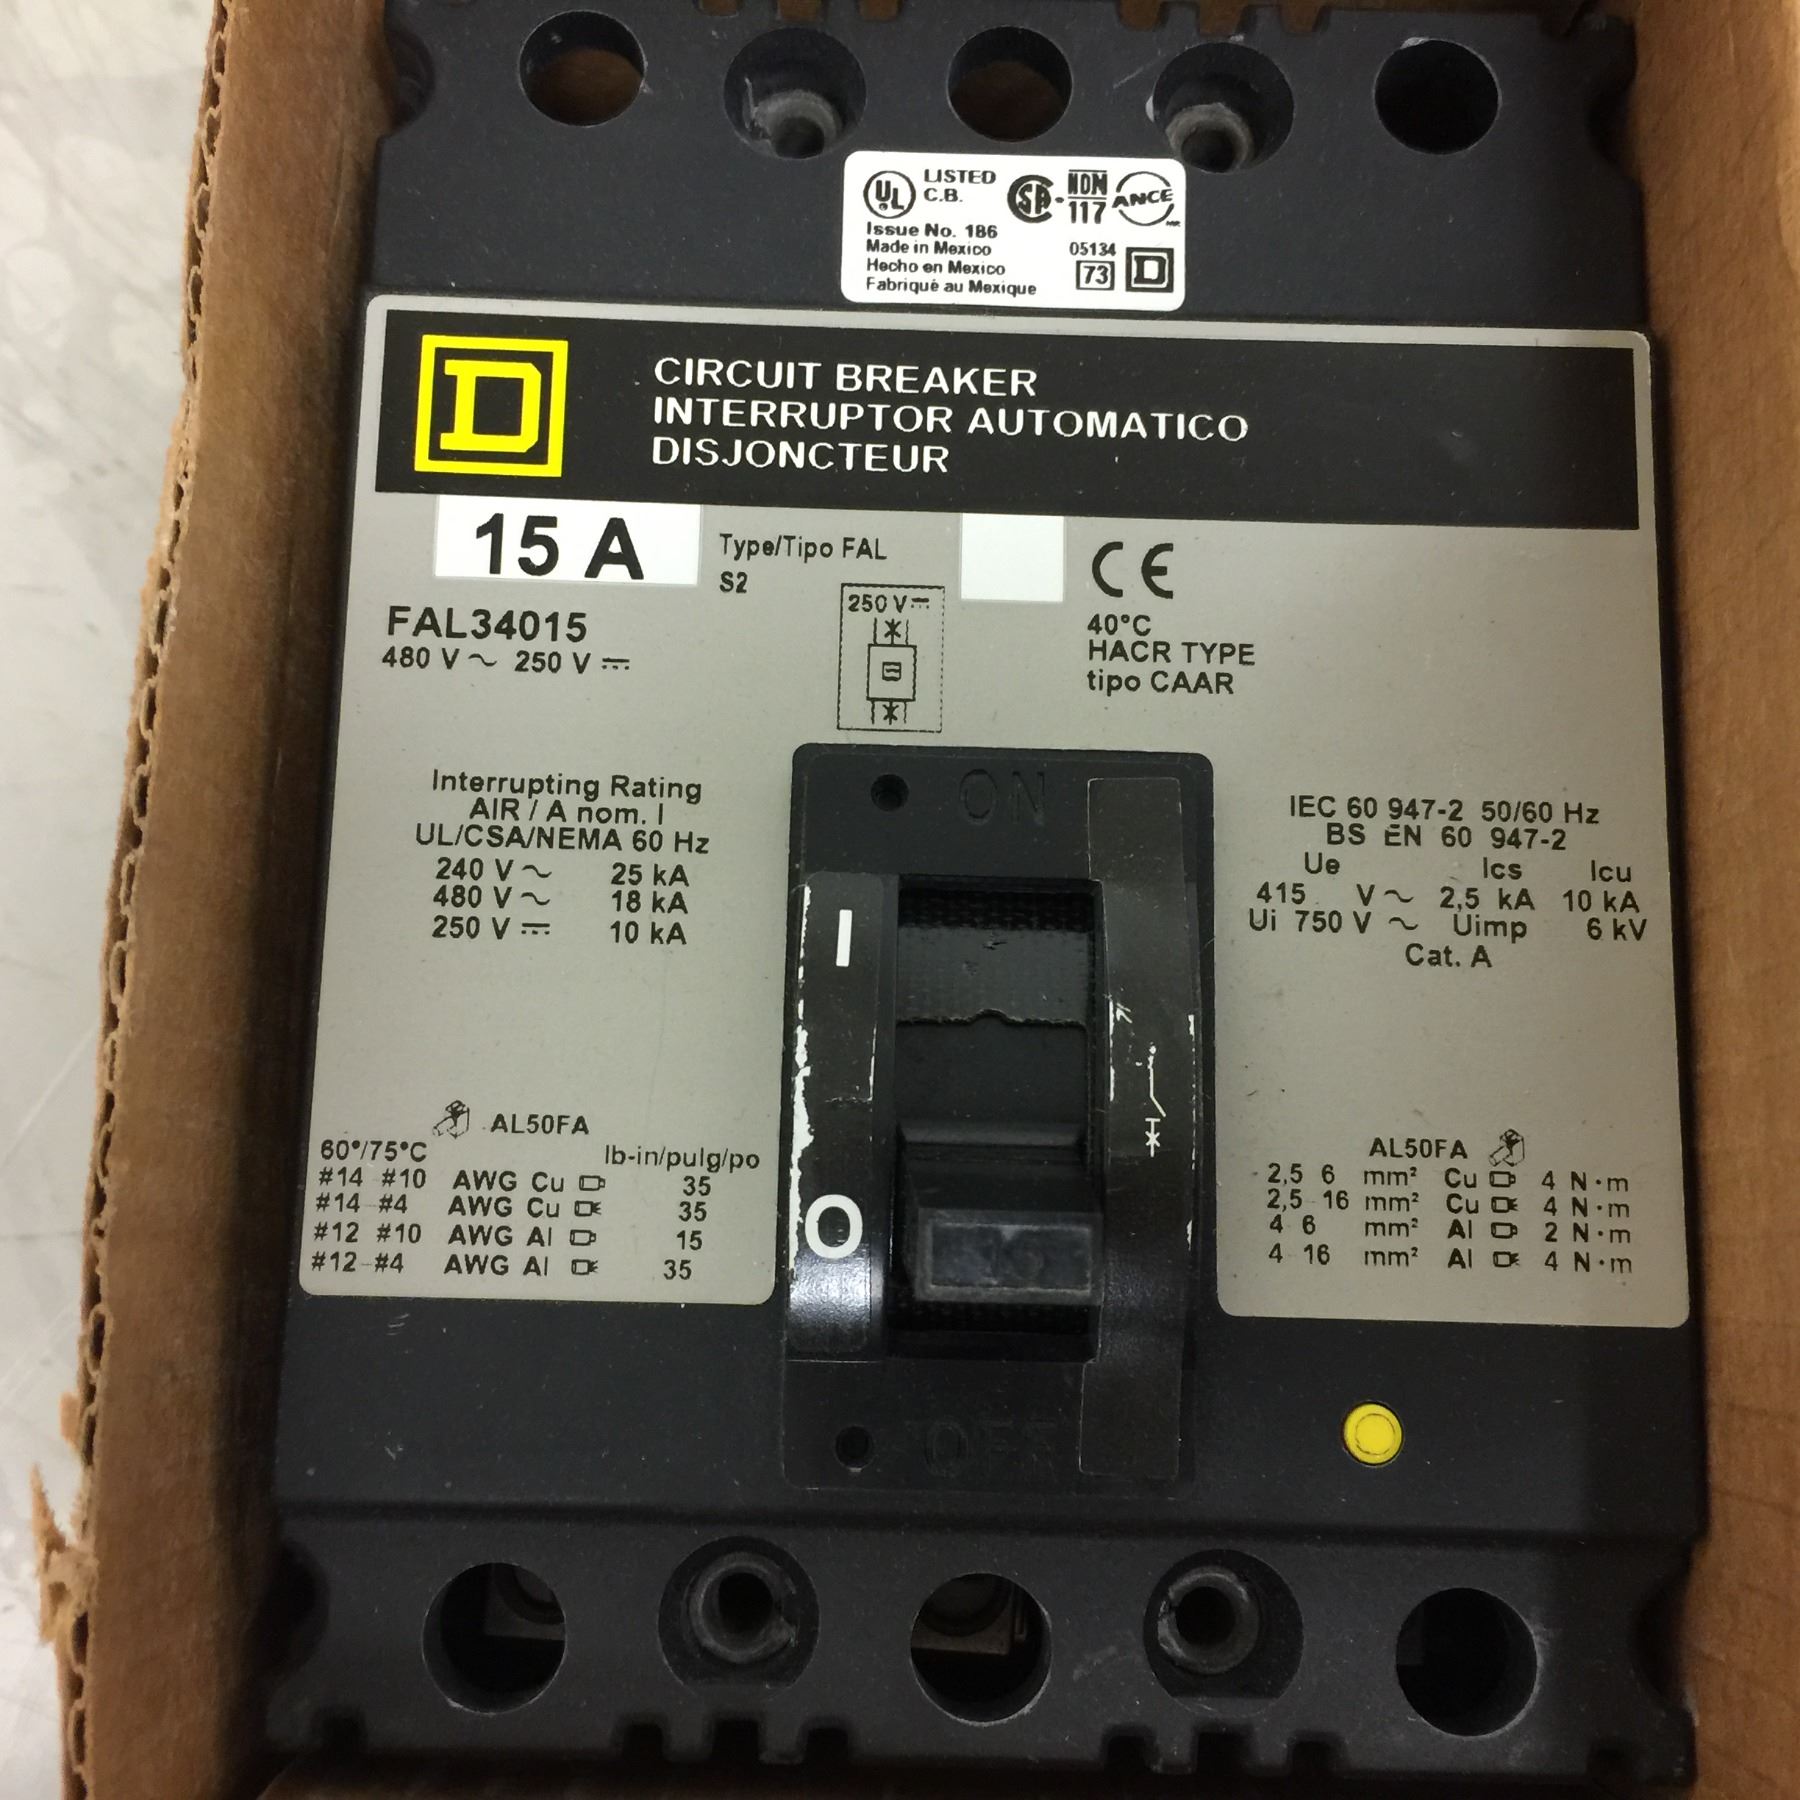 UL LISTED
C.B.
SA NOM
117 ANCE
MR
Issue No. 186
Made in Mexico
Hecho en Mexico
Fabriqué au Mexique
05134
73 D
D
CIRCUIT BREAKER
INTERRUPTOR AUTOMATICO
DISJONCTEUR
15 A
Type/Tipo FAL
S2
FAL34015
480 V ~ 250 V ⎓
250 V ⎓
CE
40°C
HACR TYPE
tipo CAAR
Interrupting Rating
AIR / A nom. I
UL/CSA/NEMA 60 Hz
240 V ~ 25 kA
480 V ~ 18 kA
250 V ⎓ 10 kA
ON
I
O
OFF
IEC 60 947-2 50/60 Hz
BS EN 60 947-2
Ue Ics Icu
415 V ~ 2,5 kA 10 kA
Ui 750 V ~ Uimp 6 kV
Cat. A
AL50FA
60°/75°C lb-in/pulg/po
#14 #10 AWG Cu 35
#14 -#4 AWG Cu 35
#12 #10 AWG Al 15
#12 -#4 AWG Al 35
AL50FA
2,5 6 mm² Cu 4 N·m
2,5 16 mm² Cu 4 N·m
4 6 mm² Al 2 N·m
4 16 mm² Al 4 N·m